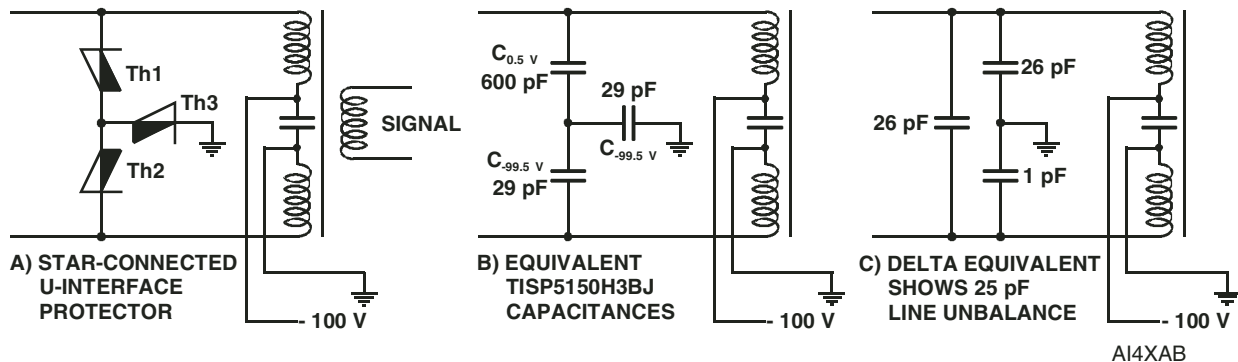 Th1
Th3
Th2
SIGNAL
A) STAR-CONNECTED
U-INTERFACE
PROTECTOR
- 100 V
C0.5 V
600 pF
29 pF
C-99.5 V
C-99.5 V
29 pF
B) EQUIVALENT
TISP5150H3BJ
CAPACITANCES
- 100 V
26 pF
26 pF
1 pF
C) DELTA EQUIVALENT
SHOWS 25 pF
LINE UNBALANCE
- 100 V
AI4XAB